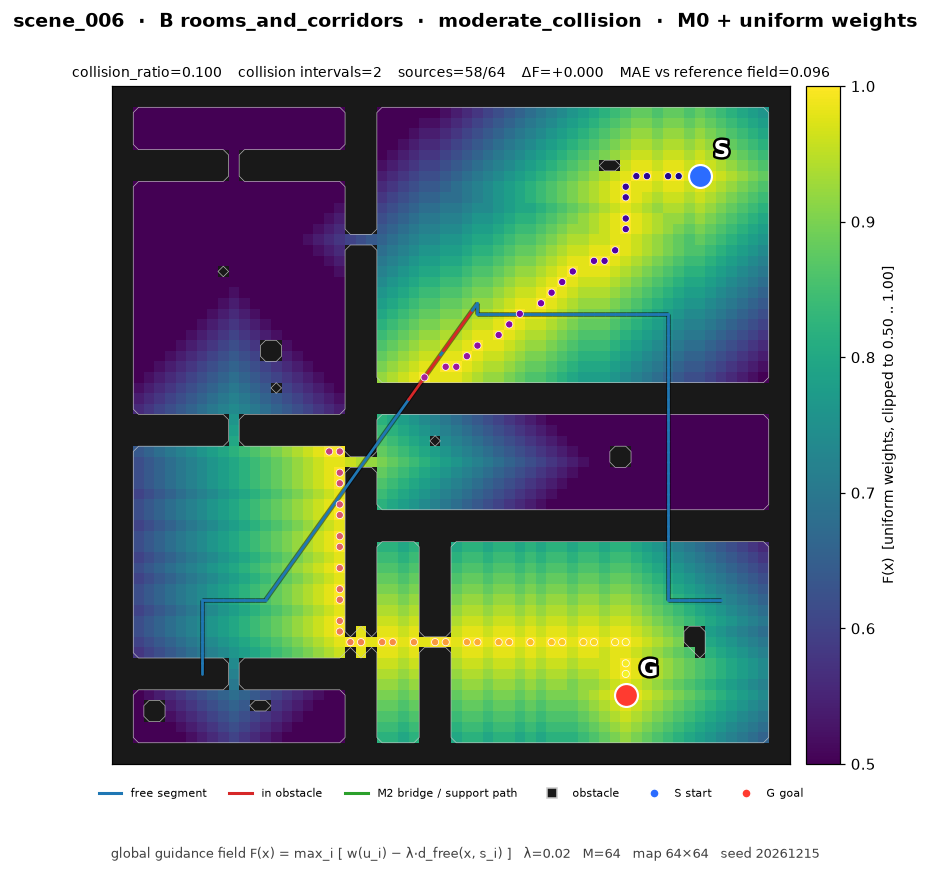 scene_006 · B rooms_and_corridors · moderate_collision · M0 + uniform weights
collision_ratio=0.100 collision intervals=2 sources=58/64 ΔF=+0.000 MAE vs reference field=0.096
S
G
1.0
0.9
0.8
0.7
0.6
0.5
F(x) [uniform weights, clipped to 0.50 .. 1.00]
free segment
in obstacle
M2 bridge / support path
obstacle
S start
G goal
global guidance field F(x) = max_i [ w(u_i) − λ·d_free(x, s_i) ] λ=0.02 M=64 map 64×64 seed 20261215